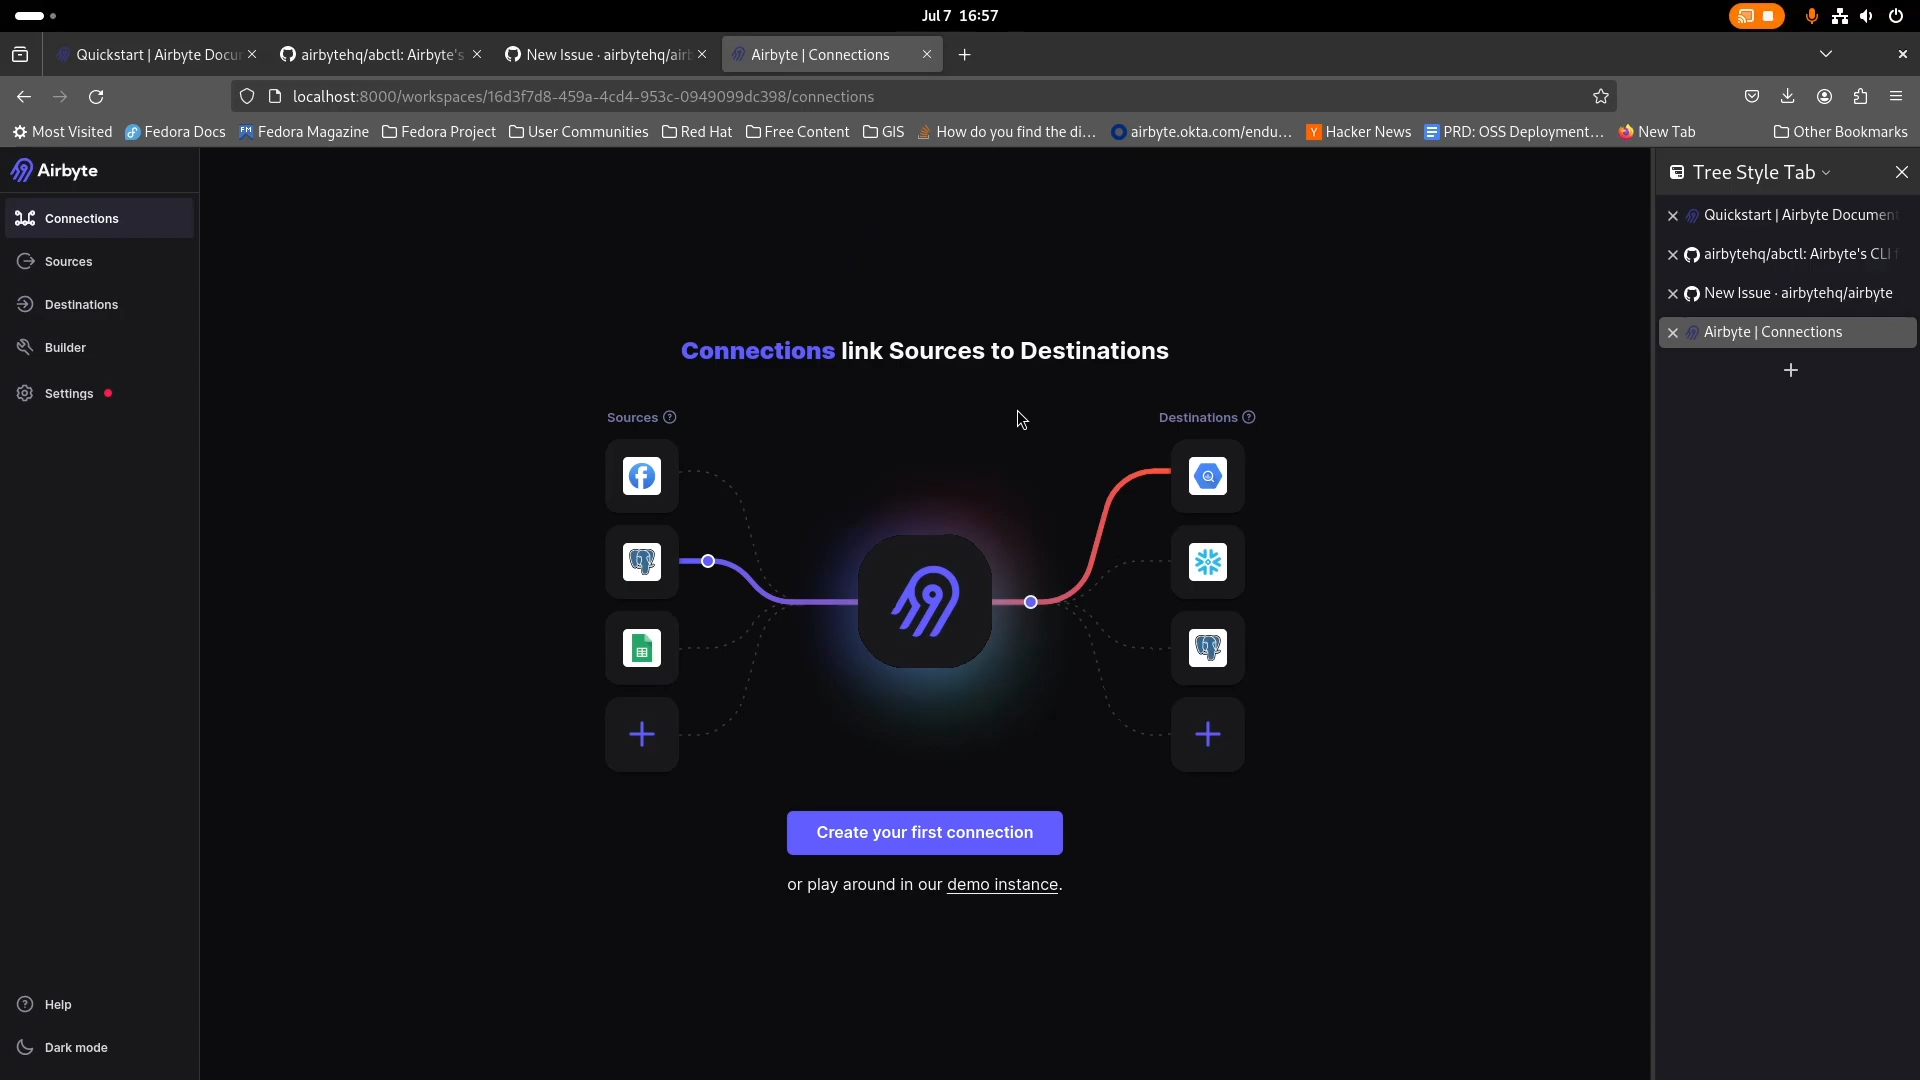 Jul 7 16:57
Quickstart | Airbyte Docu
airbytehq/abctl: Airbyte's
New Issue · airbytehq/airb
Airbyte | Connections
localhost:8000/workspaces/16d3f7d8-459a-4cd4-953c-0949099dc398/connections
Most Visited
Fedora Docs
Fedora Magazine
Fedora Project
User Communities
Red Hat
Free Content
GIS
How do you find the di...
airbyte.okta.com/endu...
Hacker News
PRD: OSS Deployment...
New Tab
Other Bookmarks
Airbyte
Connections
Sources
Destinations
Builder
Settings
Help
Dark mode
Connections link Sources to Destinations
Sources
Destinations
Create your first connection
or play around in our demo instance.
Tree Style Tab
Quickstart | Airbyte Document
airbytehq/abctl: Airbyte's CLI f
New Issue · airbytehq/airbyte
Airbyte | Connections